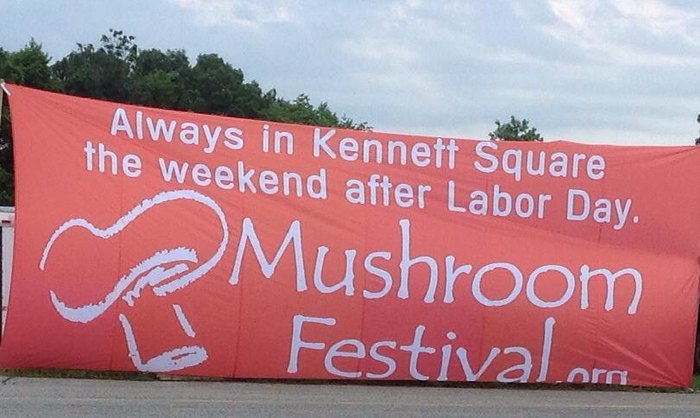 Always in Kennett Square
the weekend after Labor Day.
Mushroom
Festival.org